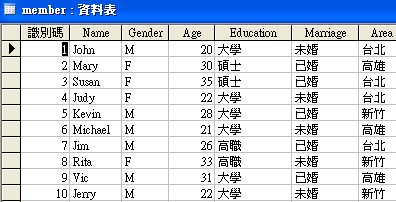 member : 資料表
識別碼 Name Gender Age Education Marriage Area
1 John M 20 大學 未婚 台北
2 Mary F 30 碩士 已婚 高雄
3 Susan F 35 碩士 已婚 台北
4 Judy F 22 大學 未婚 台北
5 Kevin M 28 大學 已婚 新竹
6 Michael M 21 大學 未婚 高雄
7 Jim M 26 高職 已婚 台北
8 Rita F 33 高職 未婚 新竹
9 Vic M 31 大學 已婚 高雄
10 Jerry M 22 大學 未婚 新竹